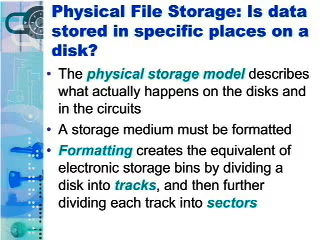 Physical File Storage: Is data
stored in specific places on a
disk?
• The physical storage model describes
what actually happens on the disks and
in the circuits
• A storage medium must be formatted
• Formatting creates the equivalent of
electronic storage bins by dividing a
disk into tracks, and then further
dividing each track into sectors